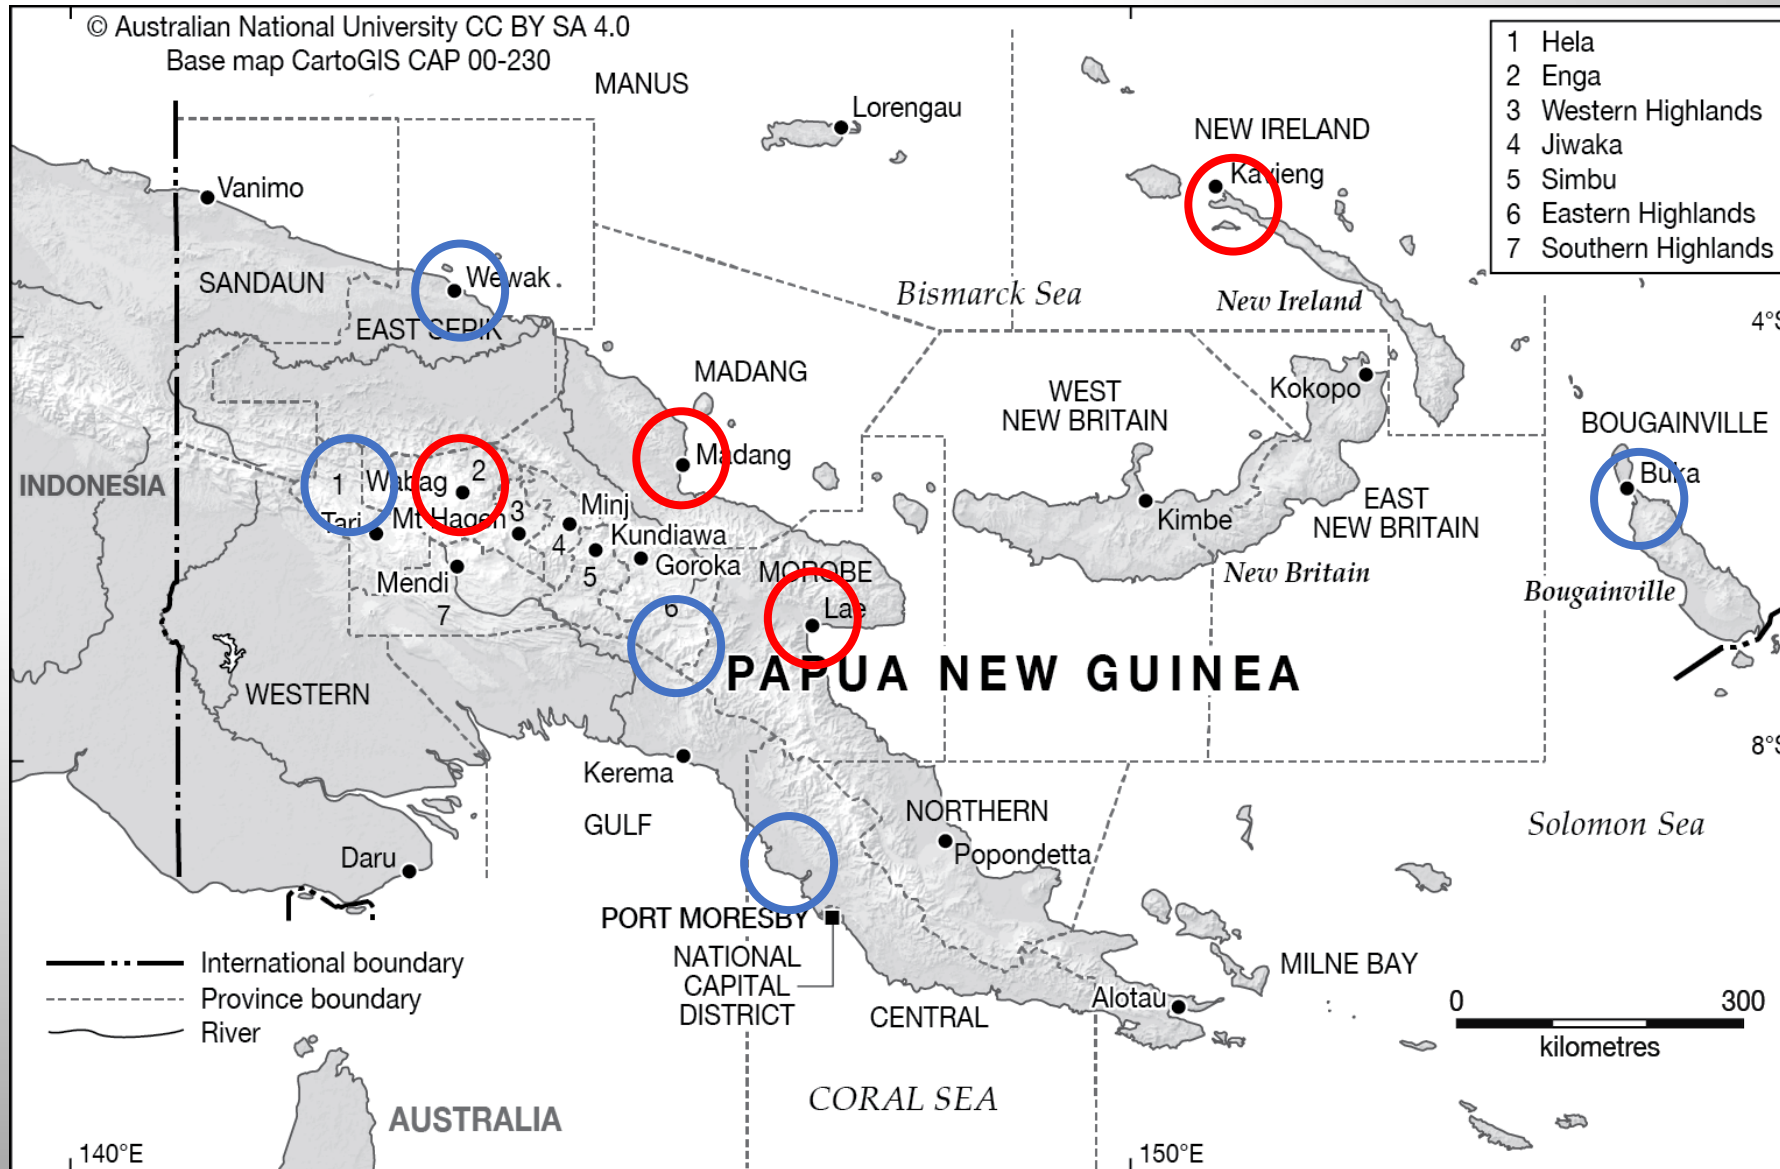 © Australian National University CC BY SA 4.0
Base map CartoGIS CAP 00-230
MANUS
Lorengau
NEW IRELAND
Kavieng
1 Hela
2 Enga
3 Western Highlands
4 Jiwaka
5 Simbu
6 Eastern Highlands
7 Southern Highlands
Vanimo
SANDAUN
Wewak
EAST SEPIK
Bismarck Sea
New Ireland
4°S
MADANG
Madang
WEST
NEW BRITAIN
Kokopo
BOUGAINVILLE
Buka
INDONESIA
1
Wabag
2
Tari
Mt Hagen
3
Minj
4
Kundiawa
5
Goroka
Mendi
7
6
MOROBE
Lae
Kimbe
EAST
NEW BRITAIN
New Britain
Bougainville
PAPUA NEW GUINEA
WESTERN
Kerema
GULF
8°S
NORTHERN
Popondetta
Solomon Sea
Daru
PORT MORESBY
NATIONAL
CAPITAL
DISTRICT
CENTRAL
MILNE BAY
Alotau
International boundary
Province boundary
River
0 300
kilometres
CORAL SEA
AUSTRALIA
140°E
150°E